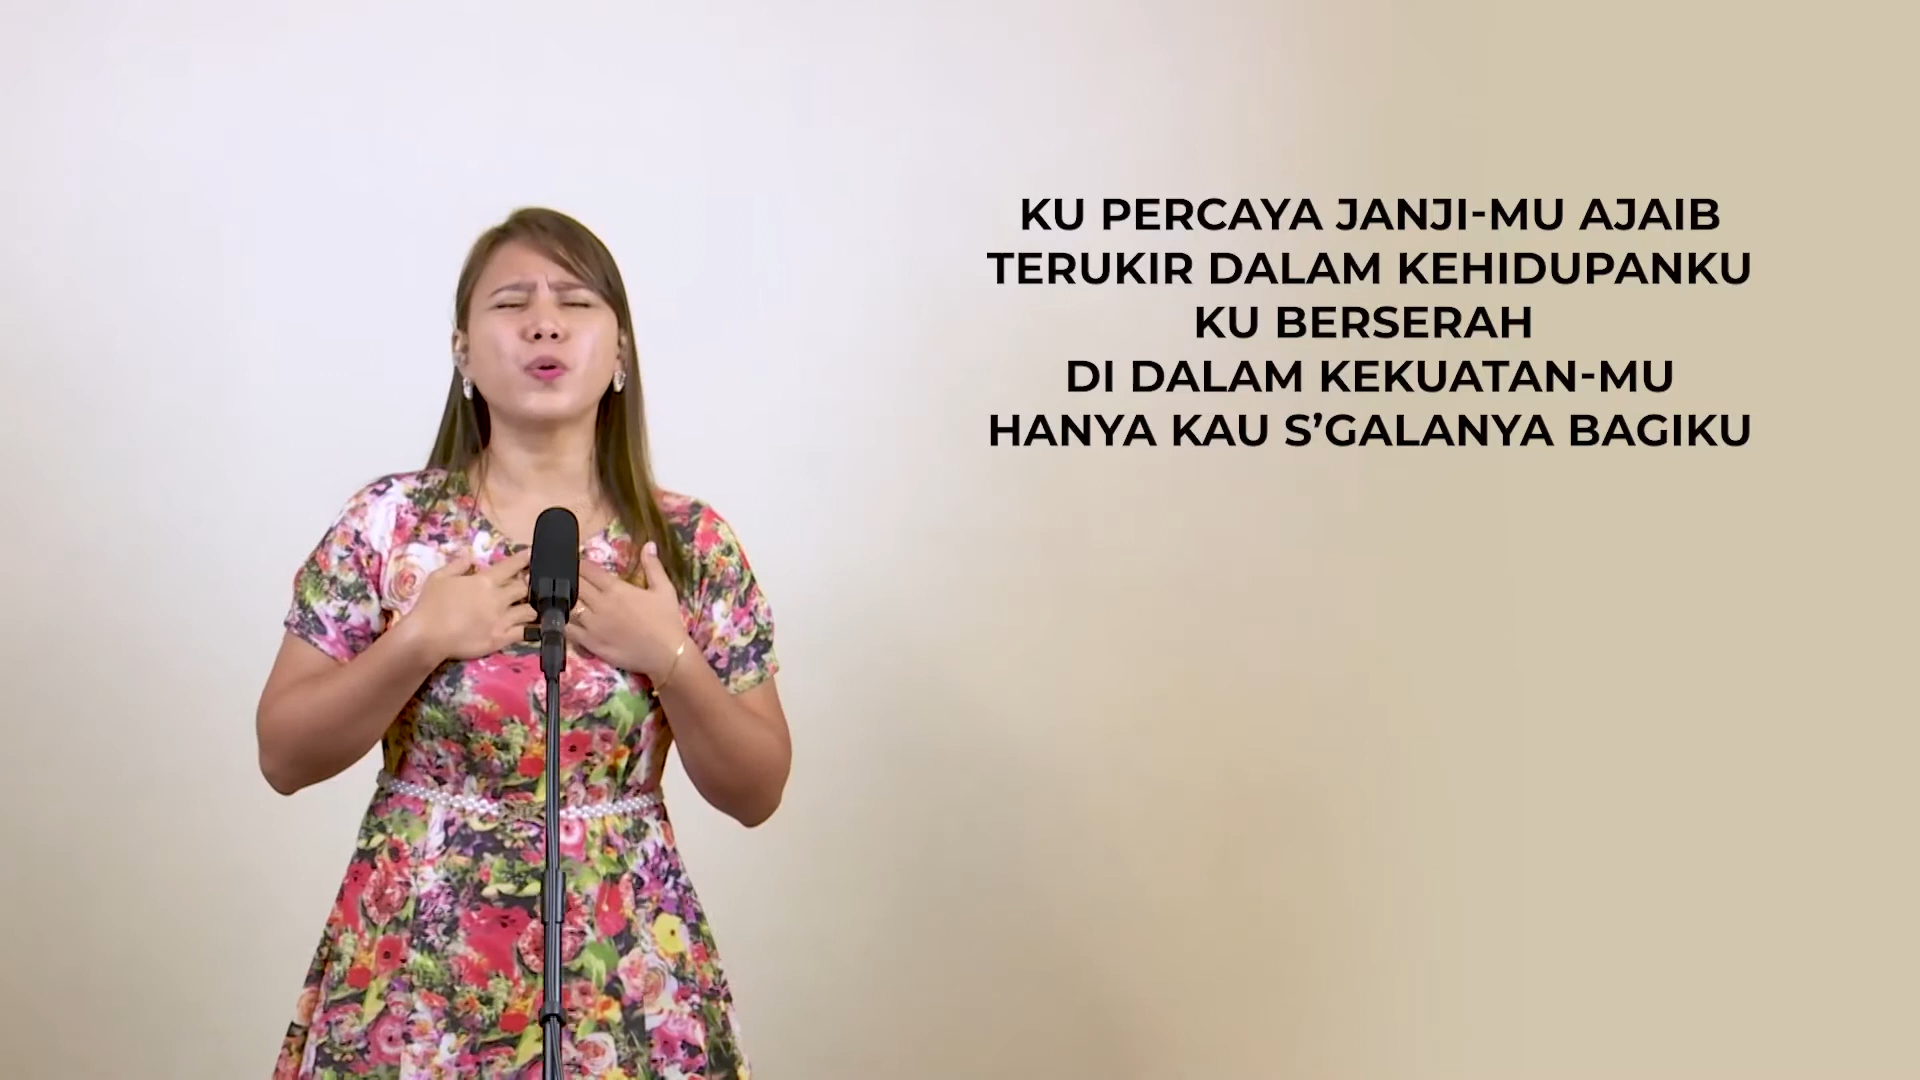 KU PERCAYA JANJI-MU AJAIB
TERUKIR DALAM KEHIDUPANKU
KU BERSERAH
DI DALAM KEKUATAN-MU
HANYA KAU S’GALANYA BAGIKU